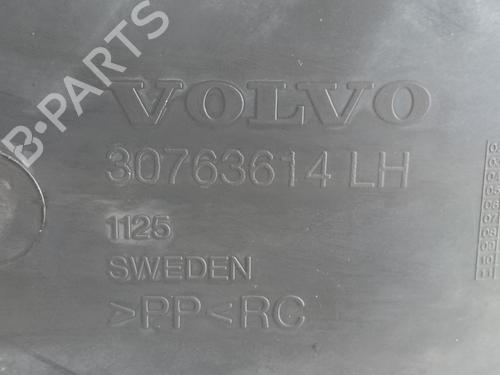 B-PARTS
VOLVO
30763614 LH
1125
SWEDEN
>PP<RC